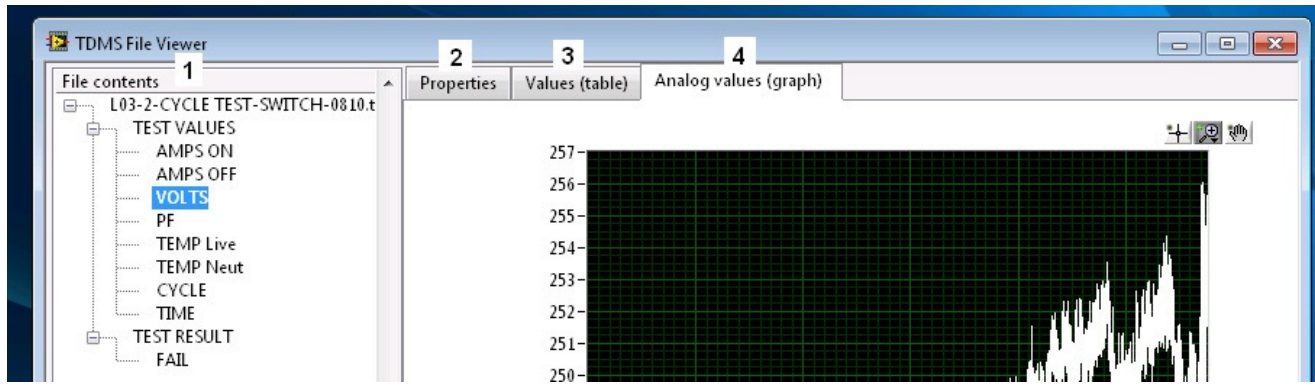 TDMS File Viewer
1
2
3
4
File contents
Properties
Values (table)
Analog values (graph)
L03-2-CYCLE TEST-SWITCH-0810.t
TEST VALUES
AMPS ON
AMPS OFF
VOLTS
PF
TEMP Live
TEMP Neut
CYCLE
TIME
TEST RESULT
FAIL
257
256
255
254
253
252
251
250